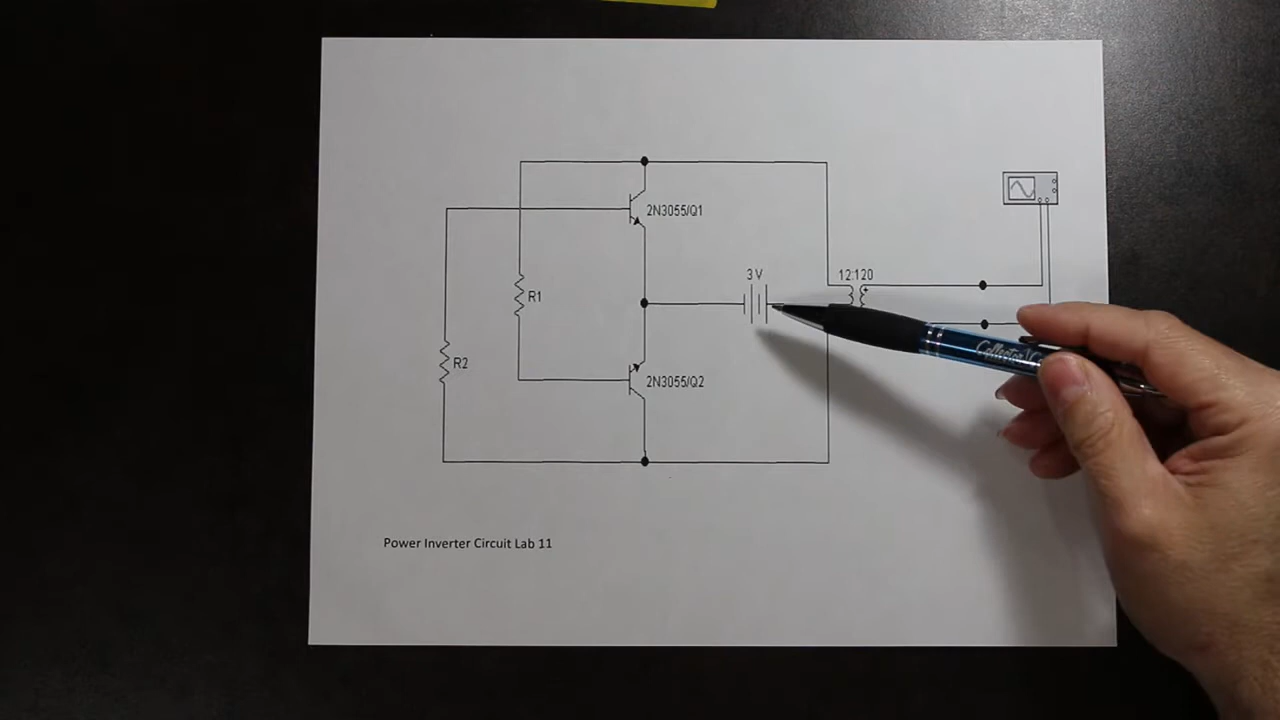 2N3055/Q1
3 V
12:120
R1
R2
2N3055/Q2
Power Inverter Circuit Lab 11